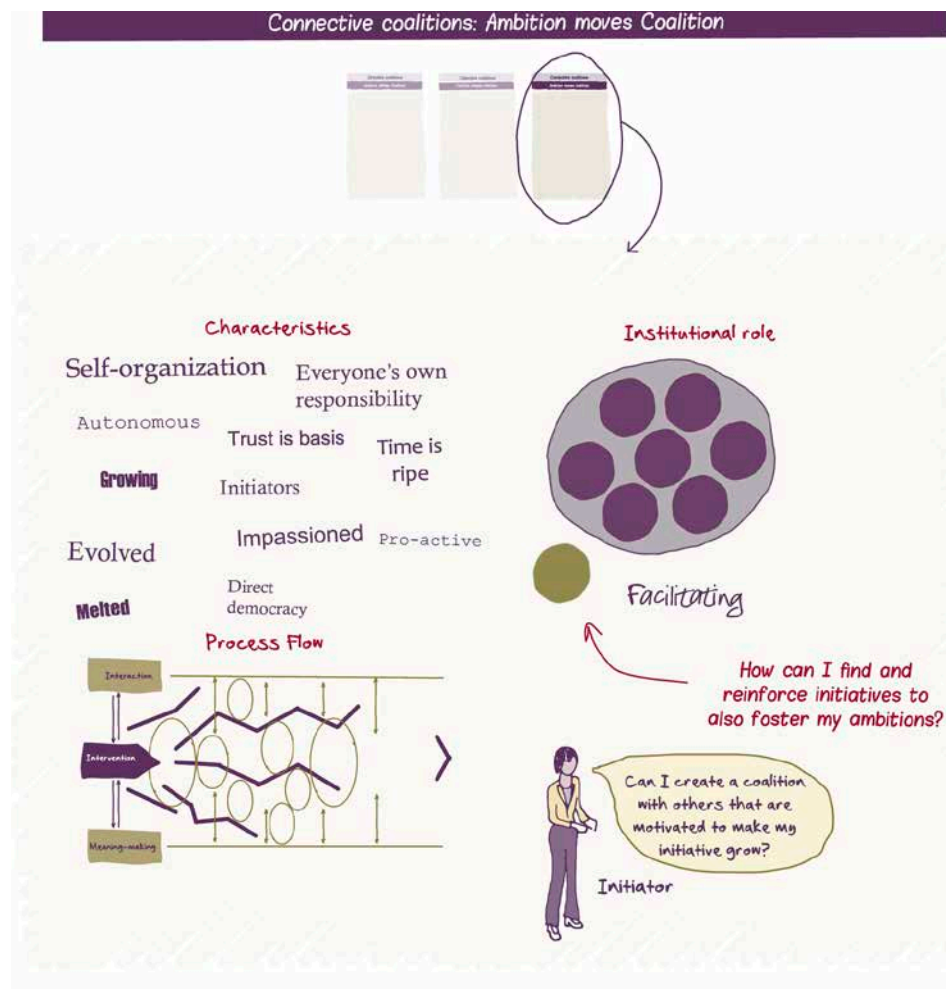 Connective coalitions: Ambition moves Coalition
Characteristics
Self-organization
Everyone's own
responsibility
Autonomous
Trust is basis
Time is
ripe
Growing
Initiators
Evolved
Impassioned
Pro-active
Melted
Direct
democracy
Institutional role
Facilitating
How can I find and
reinforce initiatives to
also foster my ambitions?
Process Flow
Interaction
Intervention
Meaning-making
Can I create a coalition
with others that are
motivated to make my
initiative grow?
Initiator